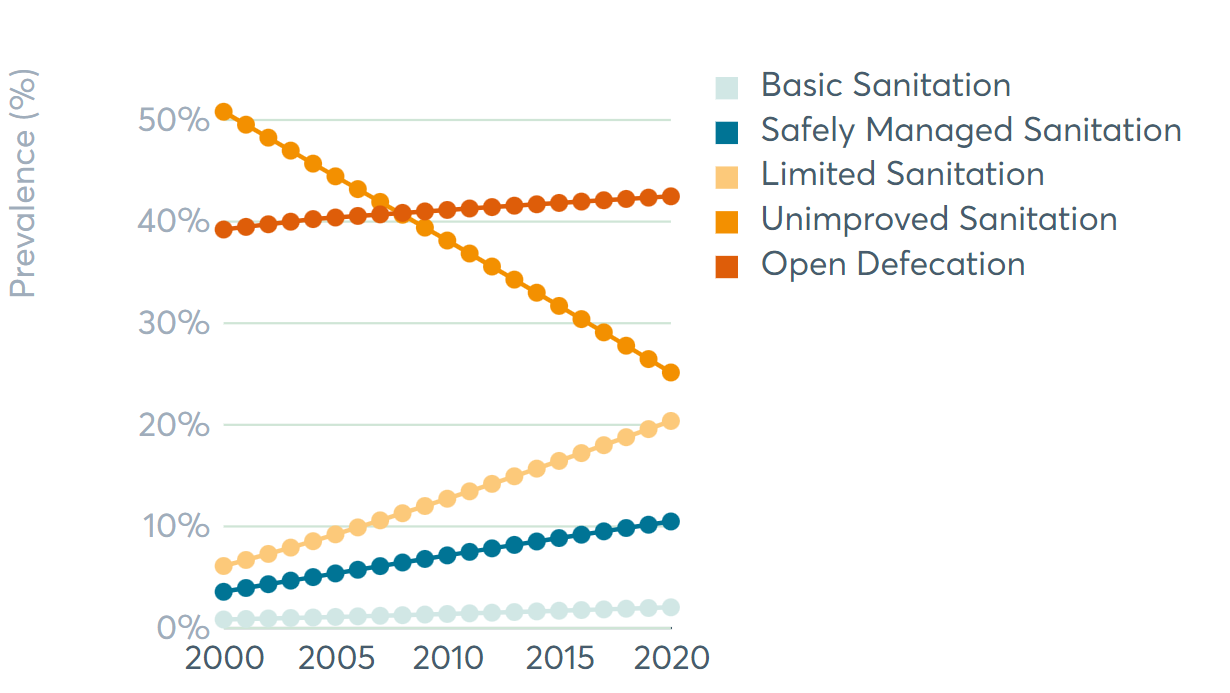 Prevalence (%)
50%
40%
30%
20%
10%
0%
2000 2005 2010 2015 2020
Basic Sanitation
Safely Managed Sanitation
Limited Sanitation
Unimproved Sanitation
Open Defecation